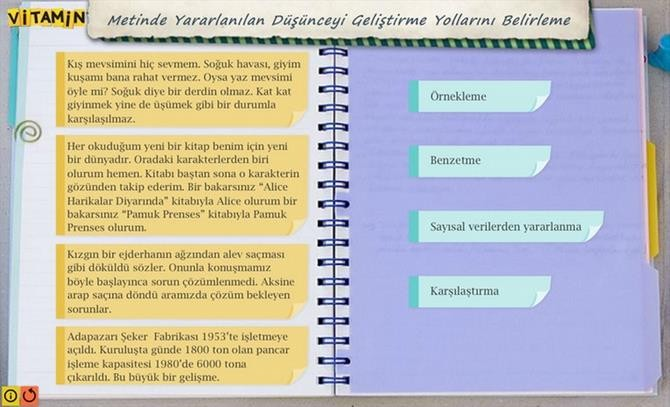 VİTAMİN
Metinde Yararlanılan Düşünceyi Geliştirme Yollarını Belirleme
Kış mevsimini hiç sevmem. Soğuk havası, giyim
kuşamı bana rahat vermez. Oysa yaz mevsimi
öyle mi? Soğuk diye bir derdin olmaz. Kat kat
giyinmek yine de üşümek gibi bir durumla
karşılaşılmaz.
Her okuduğum yeni bir kitap benim için yeni
bir dünyadır. Oradaki karakterlerden biri
olurum hemen. Kitabı baştan sona o karakterin
gözünden takip ederim. Bir bakarsınız “Alice
Harikalar Diyarında” kitabıyla Alice olurum bir
bakarsınız “Pamuk Prenses” kitabıyla Pamuk
Prenses olurum.
Kızgın bir ejderhanın ağzından alev saçması
gibi döküldü sözler. Onunla konuşmamız
böyle başlayınca sorun çözümlenmedi. Aksine
arap saçına döndü aramızda çözüm bekleyen
sorunlar.
Adapazarı Şeker Fabrikası 1953'te işletmeye
açıldı. Kuruluşta günde 1800 ton olan pancar
işleme kapasitesi 1980'de 6000 tona
çıkarıldı. Bu büyük bir gelişme.
Örnekleme
Benzetme
Sayısal verilerden yararlanma
Karşılaştırma